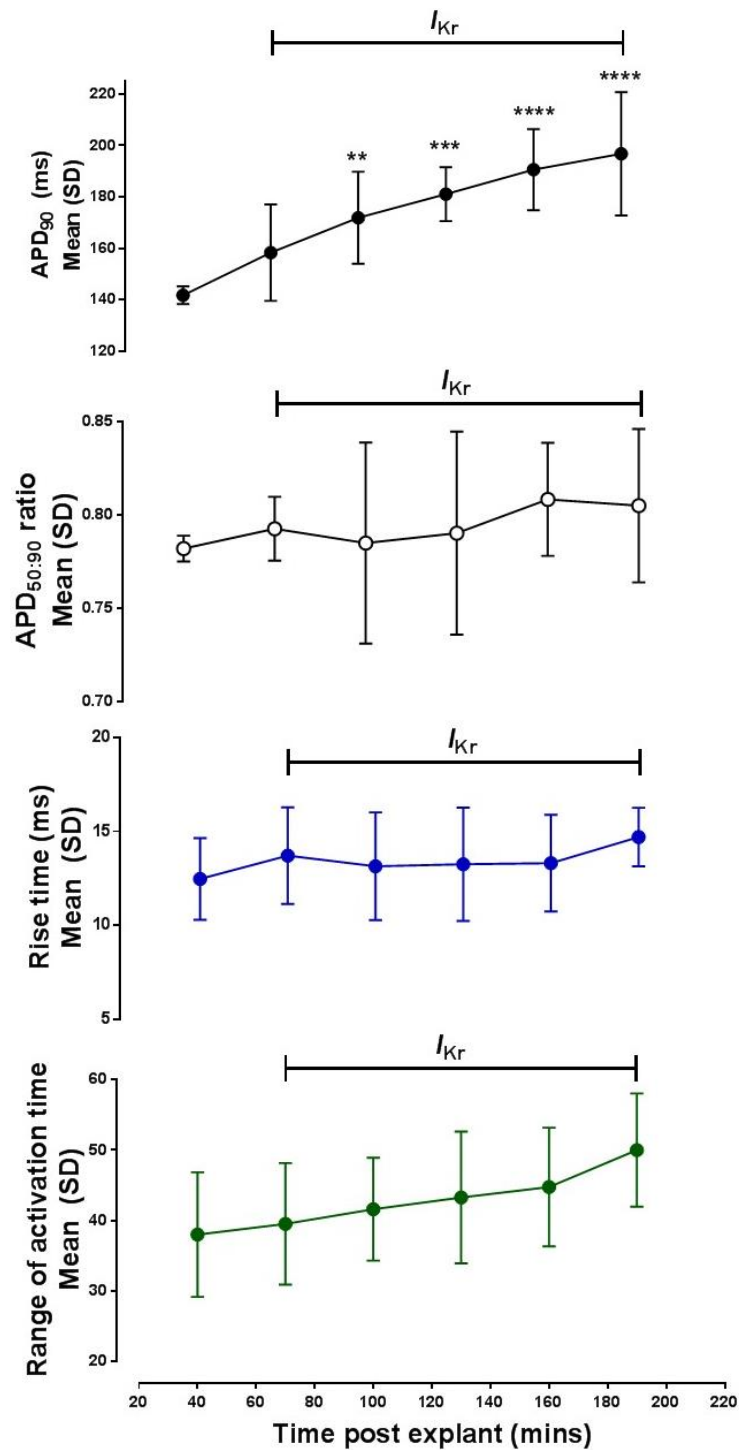 IKr
****
****
***
**
220
200
180
160
140
120
APD90 (ms)
Mean (SD)
IKr
0.85
0.80
0.75
0.70
APD50:90 ratio
Mean (SD)
IKr
20
15
10
5
Rise time (ms)
Mean (SD)
IKr
60
50
40
30
20
Range of activation time
Mean (SD)
20 40 60 80 100 120 140 160 180 200 220
Time post explant (mins)